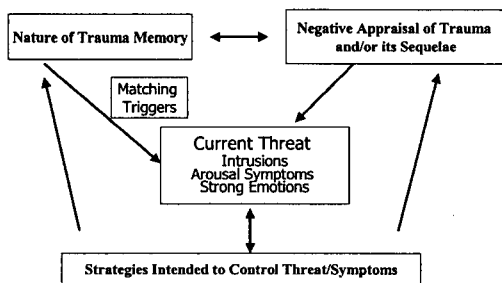 Nature of Trauma Memory
Negative Appraisal of Trauma
and/or its Sequelae
Matching
Triggers
Current Threat
Intrusions
Arousal Symptoms
Strong Emotions
Strategies Intended to Control Threat/Symptoms